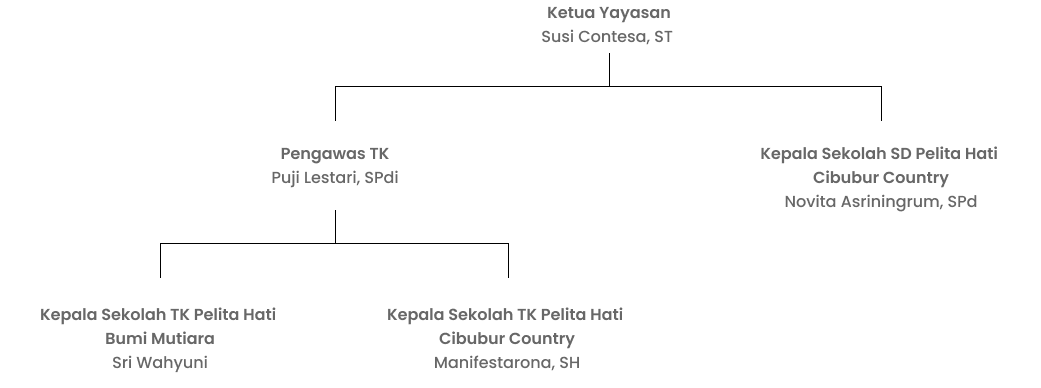 Ketua Yayasan
Susi Contesa, ST
Pengawas TK
Puji Lestari, SPdi
Kepala Sekolah SD Pelita Hati
Cibubur Country
Novita Asriningrum, SPd
Kepala Sekolah TK Pelita Hati
Bumi Mutiara
Sri Wahyuni
Kepala Sekolah TK Pelita Hati
Cibubur Country
Manifestarona, SH